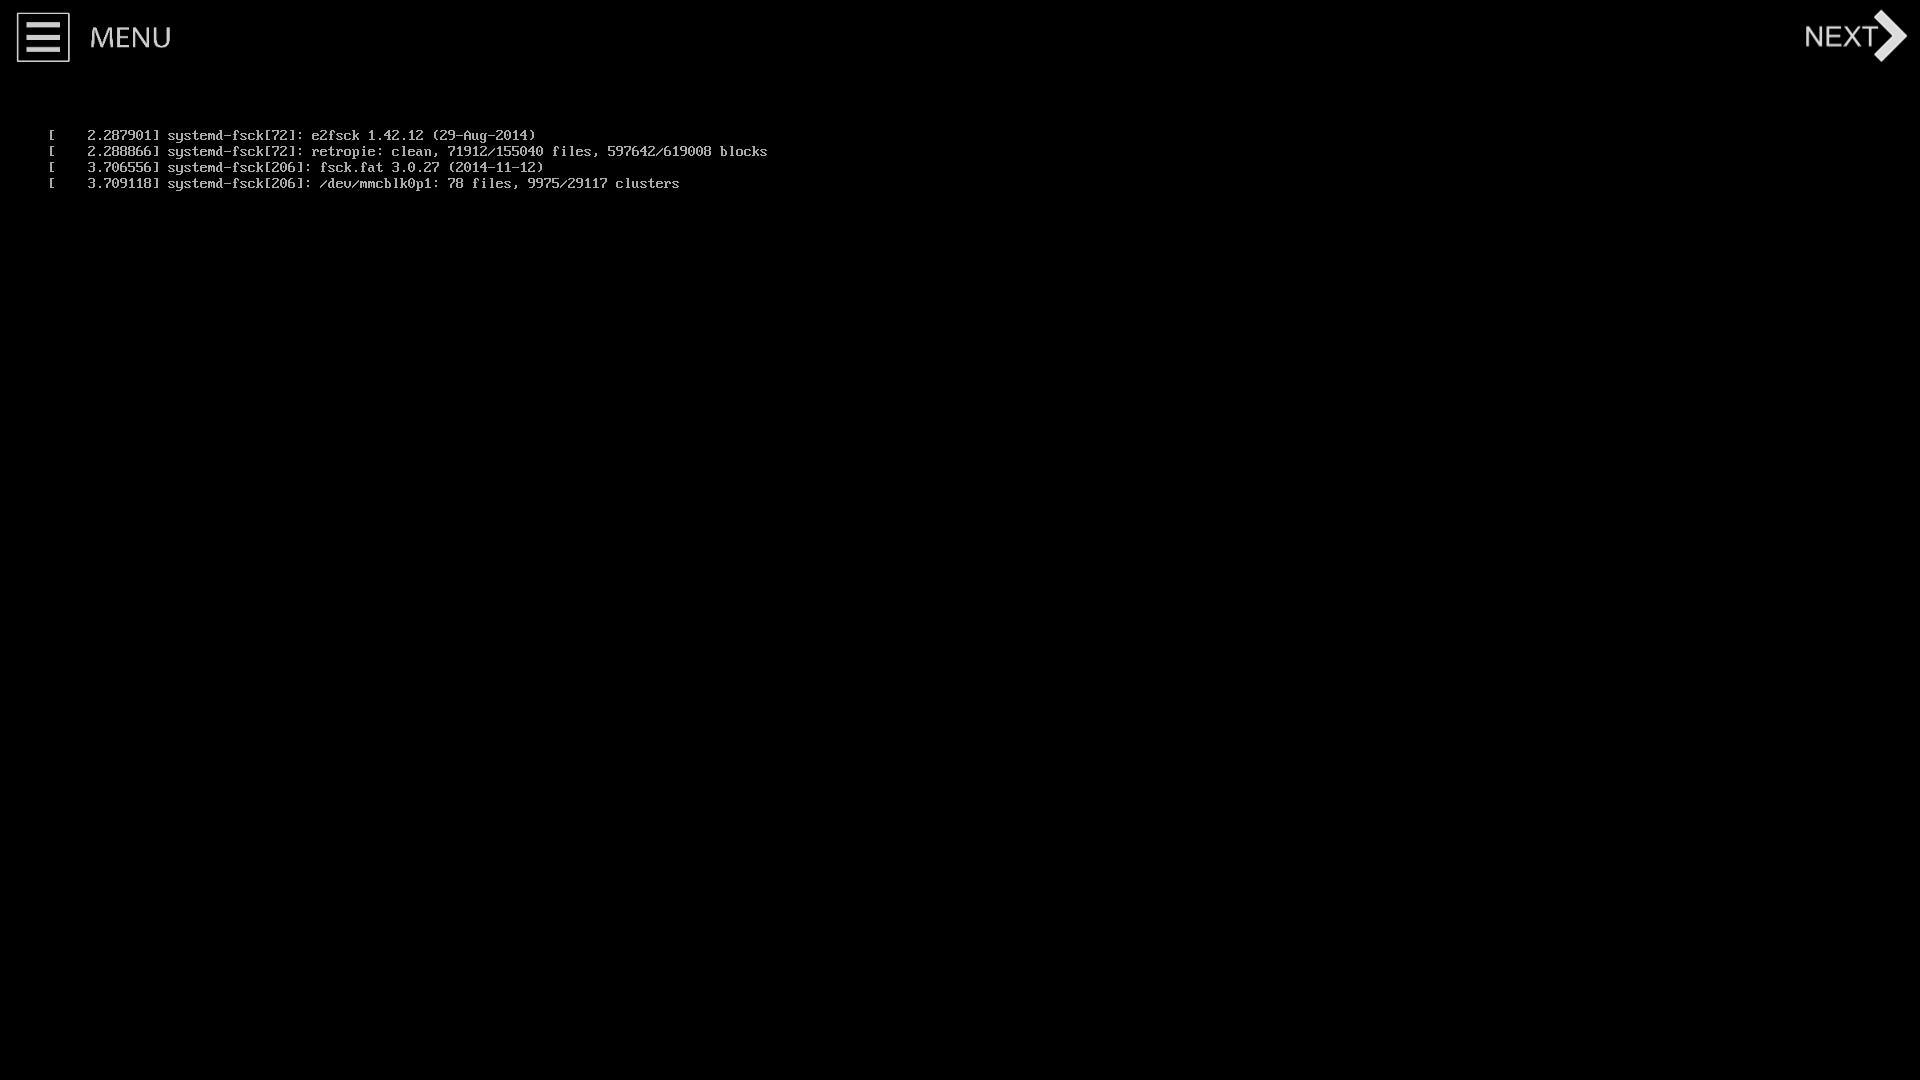 MENU
NEXT
[    2.287901] systemd-fsck[72]: e2fsck 1.42.12 (29-Aug-2014)
[    2.288866] systemd-fsck[72]: retropie: clean, 71912/155040 files, 597642/619008 blocks
[    3.706556] systemd-fsck[206]: fsck.fat 3.0.27 (2014-11-12)
[    3.709118] systemd-fsck[206]: /dev/mmcblk0p1: 78 files, 9975/29117 clusters